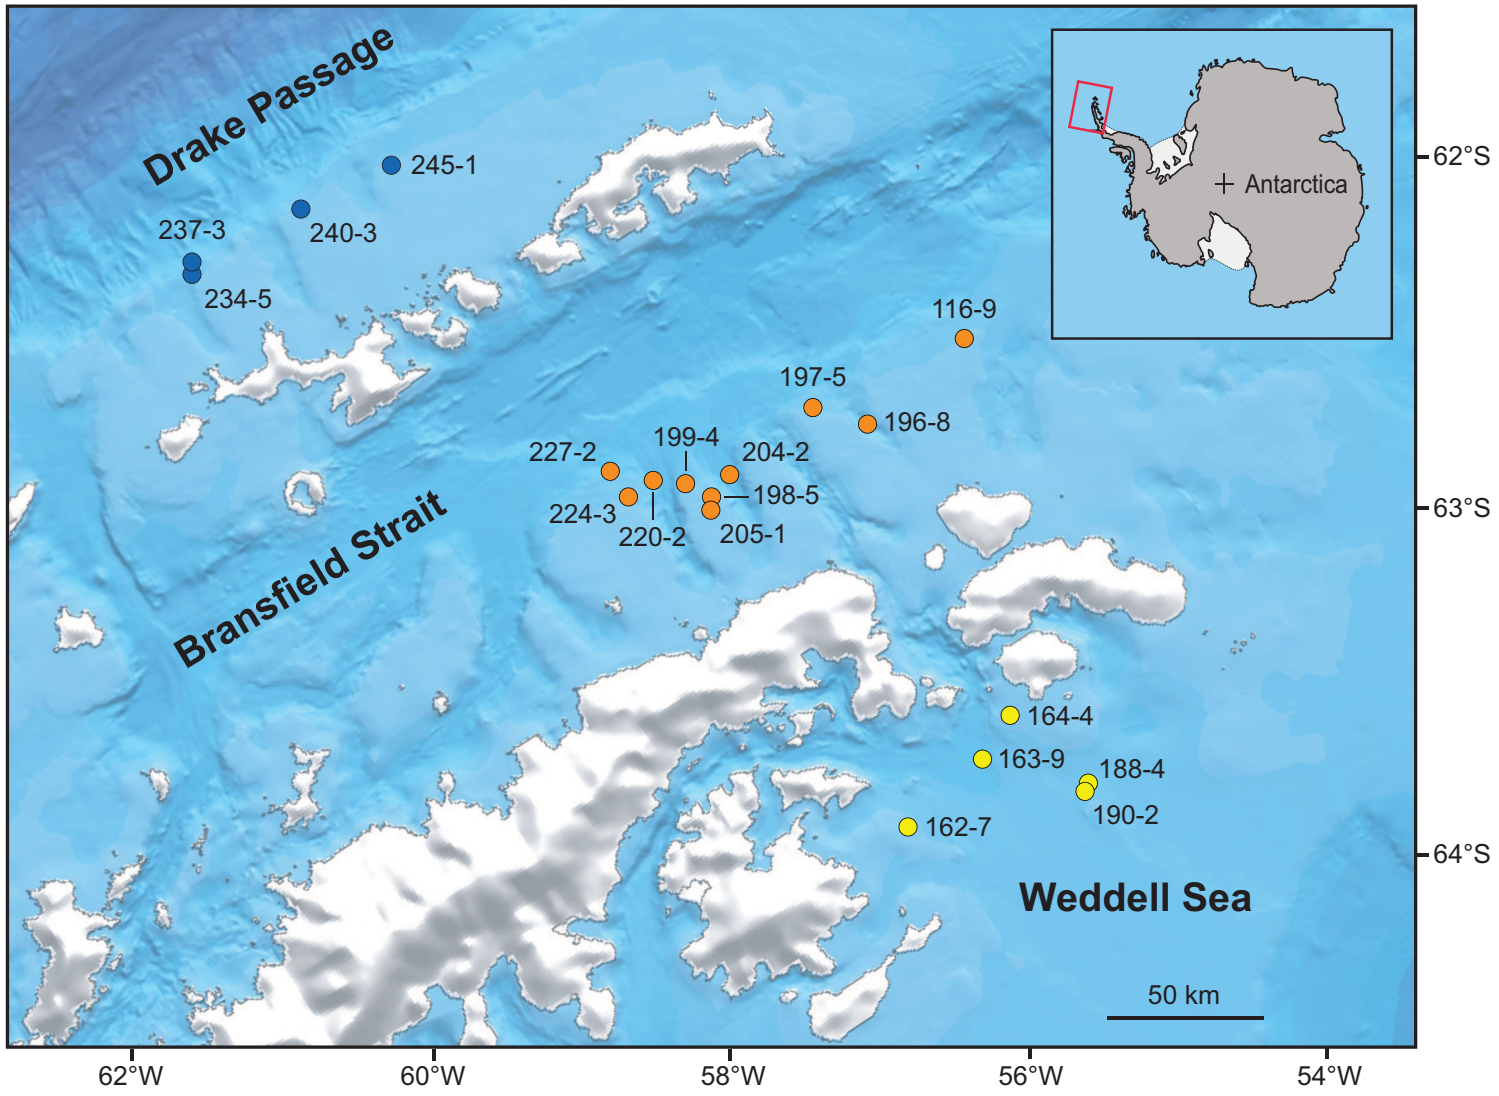 Drake Passage
245-1
240-3
237-3
234-5
Antarctica
62°S
116-9
197-5
196-8
199-4
204-2
227-2
198-5
224-3
220-2
205-1
63°S
Bransfield Strait
164-4
163-9
188-4
190-2
162-7
64°S
Weddell Sea
50 km
62°W
60°W
58°W
56°W
54°W